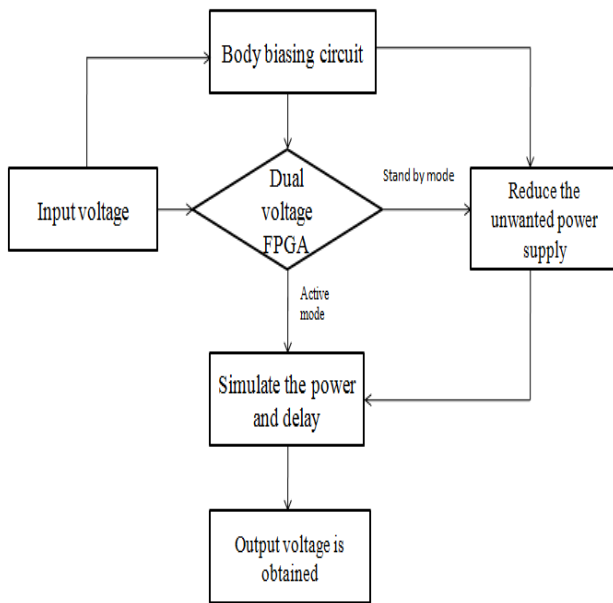 Body biasing circuit
Input voltage
Dual
voltage
FPGA
Stand by mode
Reduce the
unwanted power
supply
Active
mode
Simulate the power
and delay
Output voltage is
obtained